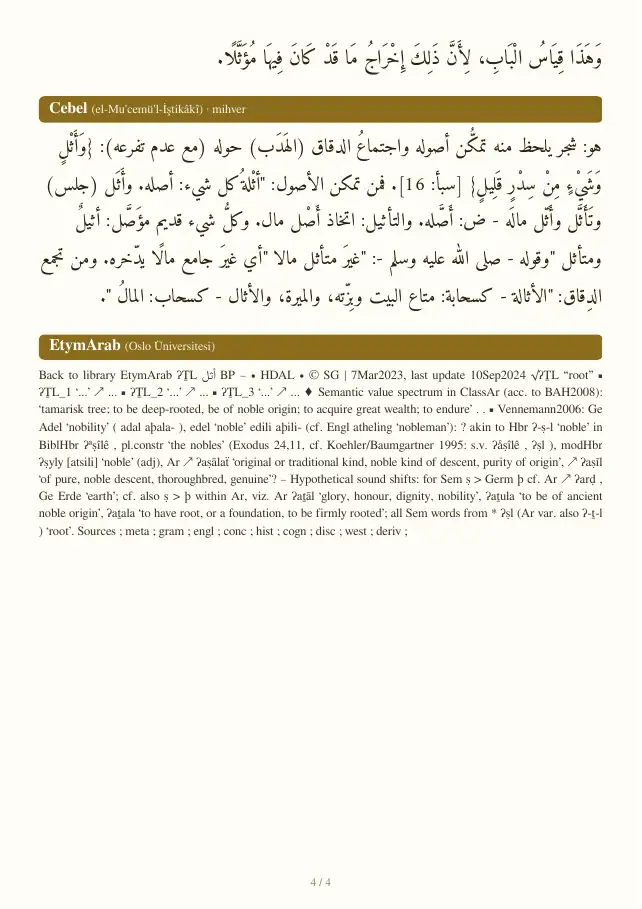 وَهَذَا قِيَاسُ الْبَابِ، لِأَنَّ ذَلِكَ إِخْرَاجُ مَا قَدْ كَانَ فِيهَا مُؤَثَّلًا.
Cebel (el-Mu'cemü'l-İştikâkî) · mihver
هو: شجر يلحظ منه تمكُّن أصوله واجتماعُ الدقاق (الهَدَب) حوله (مع عدم تفرعه): {وَأَثْلٍ
وَشَيْءٍ مِنْ سِدْرٍ قَلِيلٍ} [سبأ: 16]. فمن تمكن الأصول: "أَثْلةُ كل شيء: أصله. وأَثَل (جلس)
وتَأَثَّل وأثَّل مالَه - ض: أَصَّله. والتأثيل: اتخاذ أَصْل مال. وكلُّ شيء قديم مؤَصَّل: أثيلٌ
ومتأثل "وقوله - صلى الله عليه وسلم -: "غيرَ متأثل مالا "أي غيرَ جامع مالًا يدّخره. ومن تجمع
الدِقاق: "الأثالة - كسحابة: متاع البيت وبِزّته، والميرة، والأثال - كسحاب: المالُ ".
EtymArab (Oslo Üniversitesi)
Back to library EtymArab ʔṮL أثل BP – • HDAL • © SG | 7Mar2023, last update 10Sep2024 √ʔṮL “root” ▪
ʔṮL_1 ‘...’ ↗ ... ▪ ʔṮL_2 ‘...’ ↗ ... ▪ ʔṮL_3 ‘...’ ↗ ... ♦ Semantic value spectrum in ClassAr (acc. to BAH2008):
‘tamarisk tree; to be deep-rooted, be of noble origin; to acquire great wealth; to endure’ . . ▪ Vennemann2006: Ge
Adel ‘nobility’ ( adal aþala- ), edel ‘noble’ edili aþili- (cf. Engl atheling ‘nobleman’): ? akin to Hbr ʔ-ṣ-l ‘noble’ in
BiblHbr ʔᵃṣîlê , pl.constr ‘the nobles’ (Exodus 24,11, cf. Koehler/Baumgartner 1995: s.v. ʔåṣîlê , ʔṣl ), modHbr
ʔṣyly [atsili] ‘noble’ (adj), Ar ↗ ʔaṣālaẗ ‘original or traditional kind, noble kind of descent, purity of origin’, ↗ ʔaṣīl
‘of pure, noble descent, thoroughbred, genuine’? – Hypothetical sound shifts: for Sem ṣ > Germ þ cf. Ar ↗ ʔarḍ ,
Ge Erde ‘earth’; cf. also ṣ > þ within Ar, viz. Ar ʔaṯāl ‘glory, honour, dignity, nobility’, ʔaṯula ‘to be of ancient
noble origin’, ʔaṯala ‘to have root, or a foundation, to be firmly rooted’; all Sem words from * ʔṣl (Ar var. also ʔ-ṯ-l
) ‘root’. Sources ; meta ; gram ; engl ; conc ; hist ; cogn ; disc ; west ; deriv ;
4 / 4